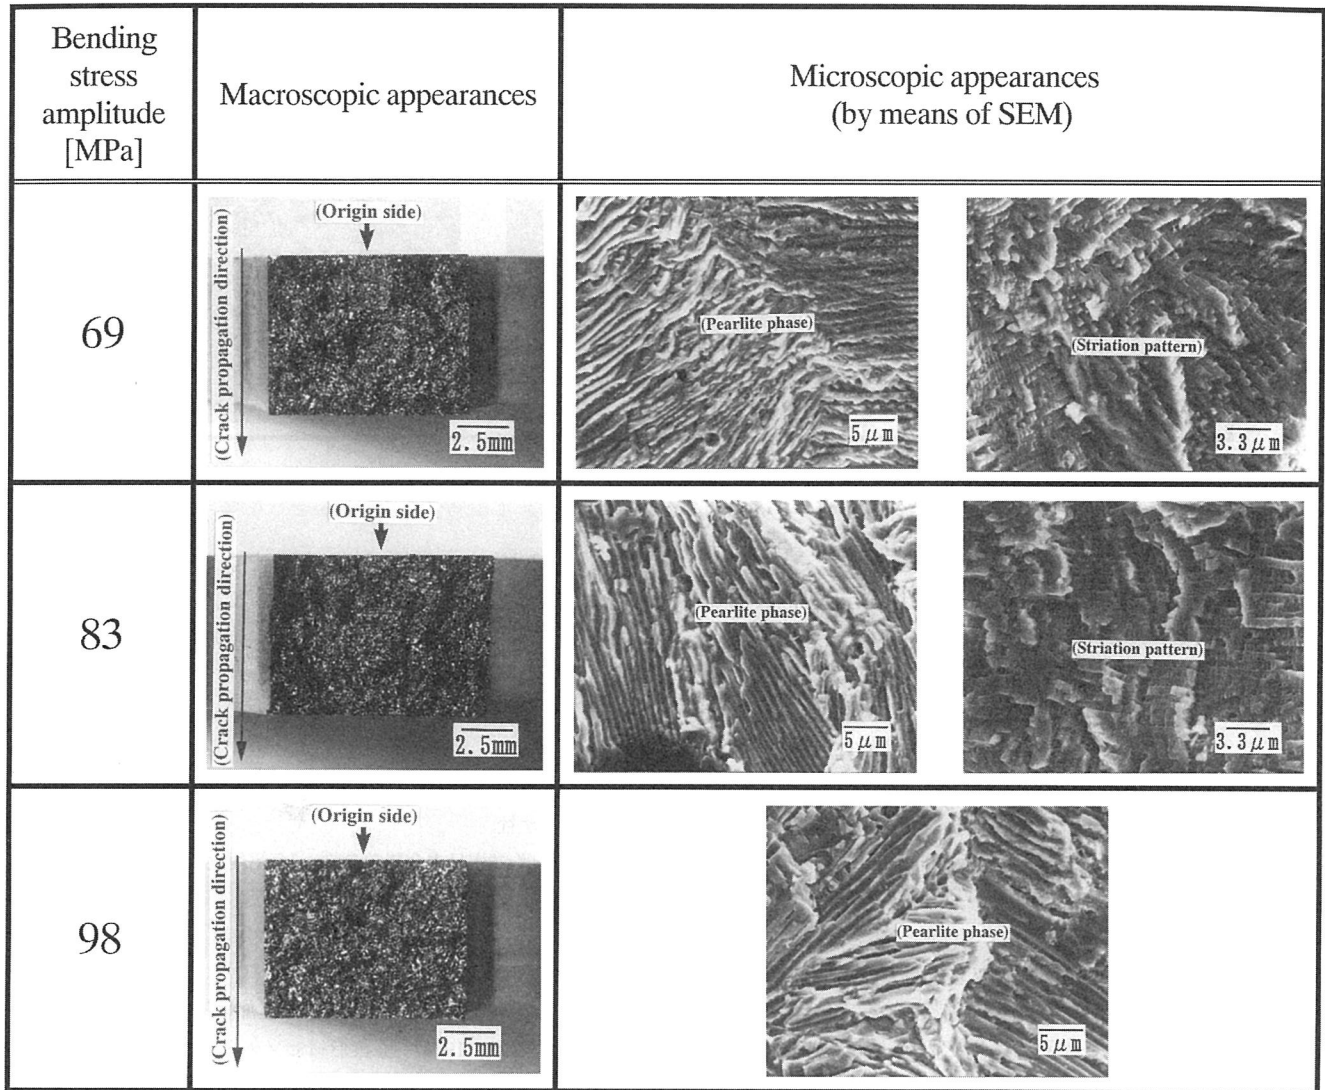 Bending
stress
amplitude
[MPa]
Macroscopic appearances
Microscopic appearances
(by means of SEM)
69
(Crack propagation direction)
(Origin side)
2.5mm
(Pearlite phase)
5μm
(Striation pattern)
3.3μm
83
(Crack propagation direction)
(Origin side)
2.5mm
(Pearlite phase)
5μm
(Striation pattern)
3.3μm
98
(Crack propagation direction)
(Origin side)
2.5mm
(Pearlite phase)
5μm